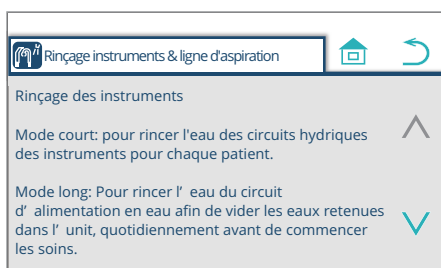 Rinçage instruments & ligne d'aspiration
Rinçage des instruments
Mode court: pour rincer l'eau des circuits hydriques
des instruments pour chaque patient.
Mode long: Pour rincer l’ eau du circuit
d’ alimentation en eau afin de vider les eaux retenues
dans l’ unit, quotidiennement avant de commencer
les soins.